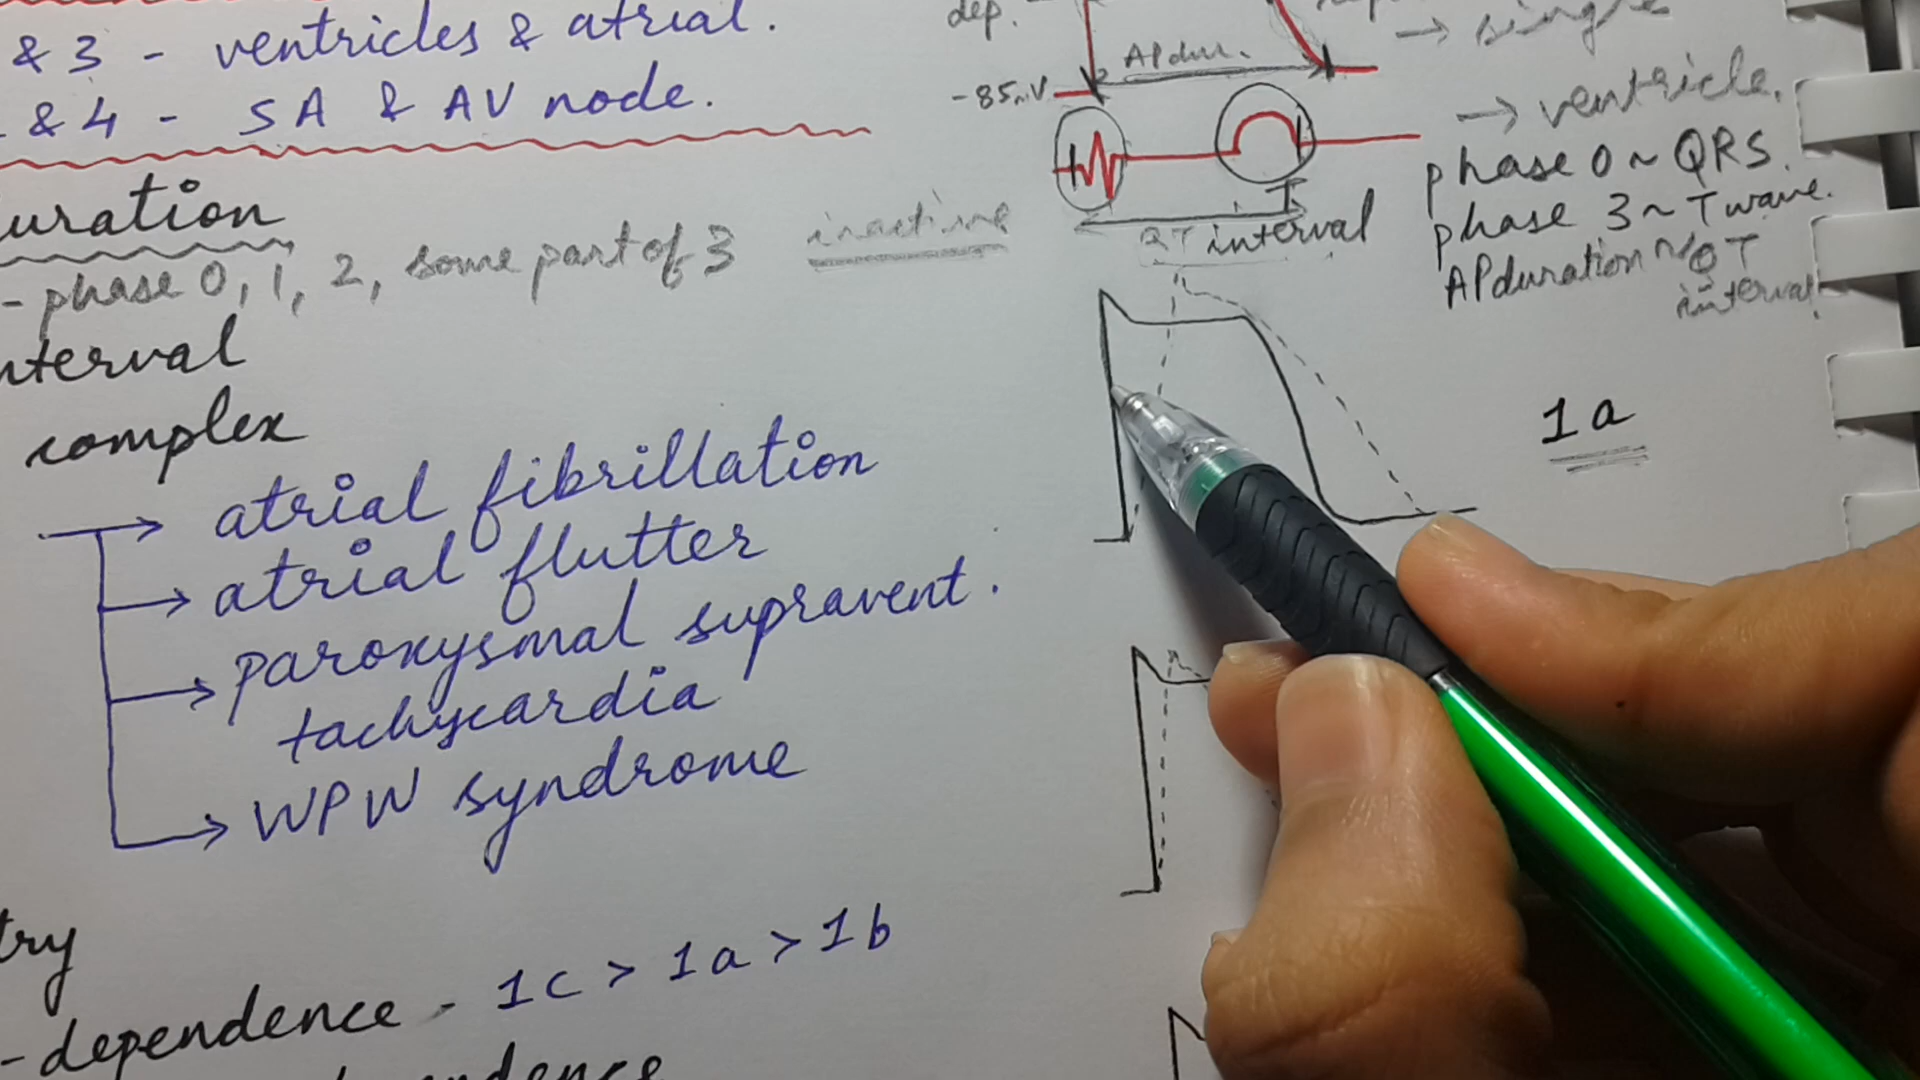 & 3 - ventricles & atrial.
& 4 - SA & AV node.
uration
- phase 0, 1, 2, some part of 3 inactive
nterval
complex
→ atrial fibrillation
→ atrial flutter
→ paroxysmal supravent.
tachycardia
→ WPW syndrome
try
-dependence - 1c > 1a > 1b
dep.
AP dur.
-85mV
QT interval
→ single
→ ventricle.
phase 0 ~ QRS.
phase 3 ~ T wave.
AP duration ~ QT
interval
1a